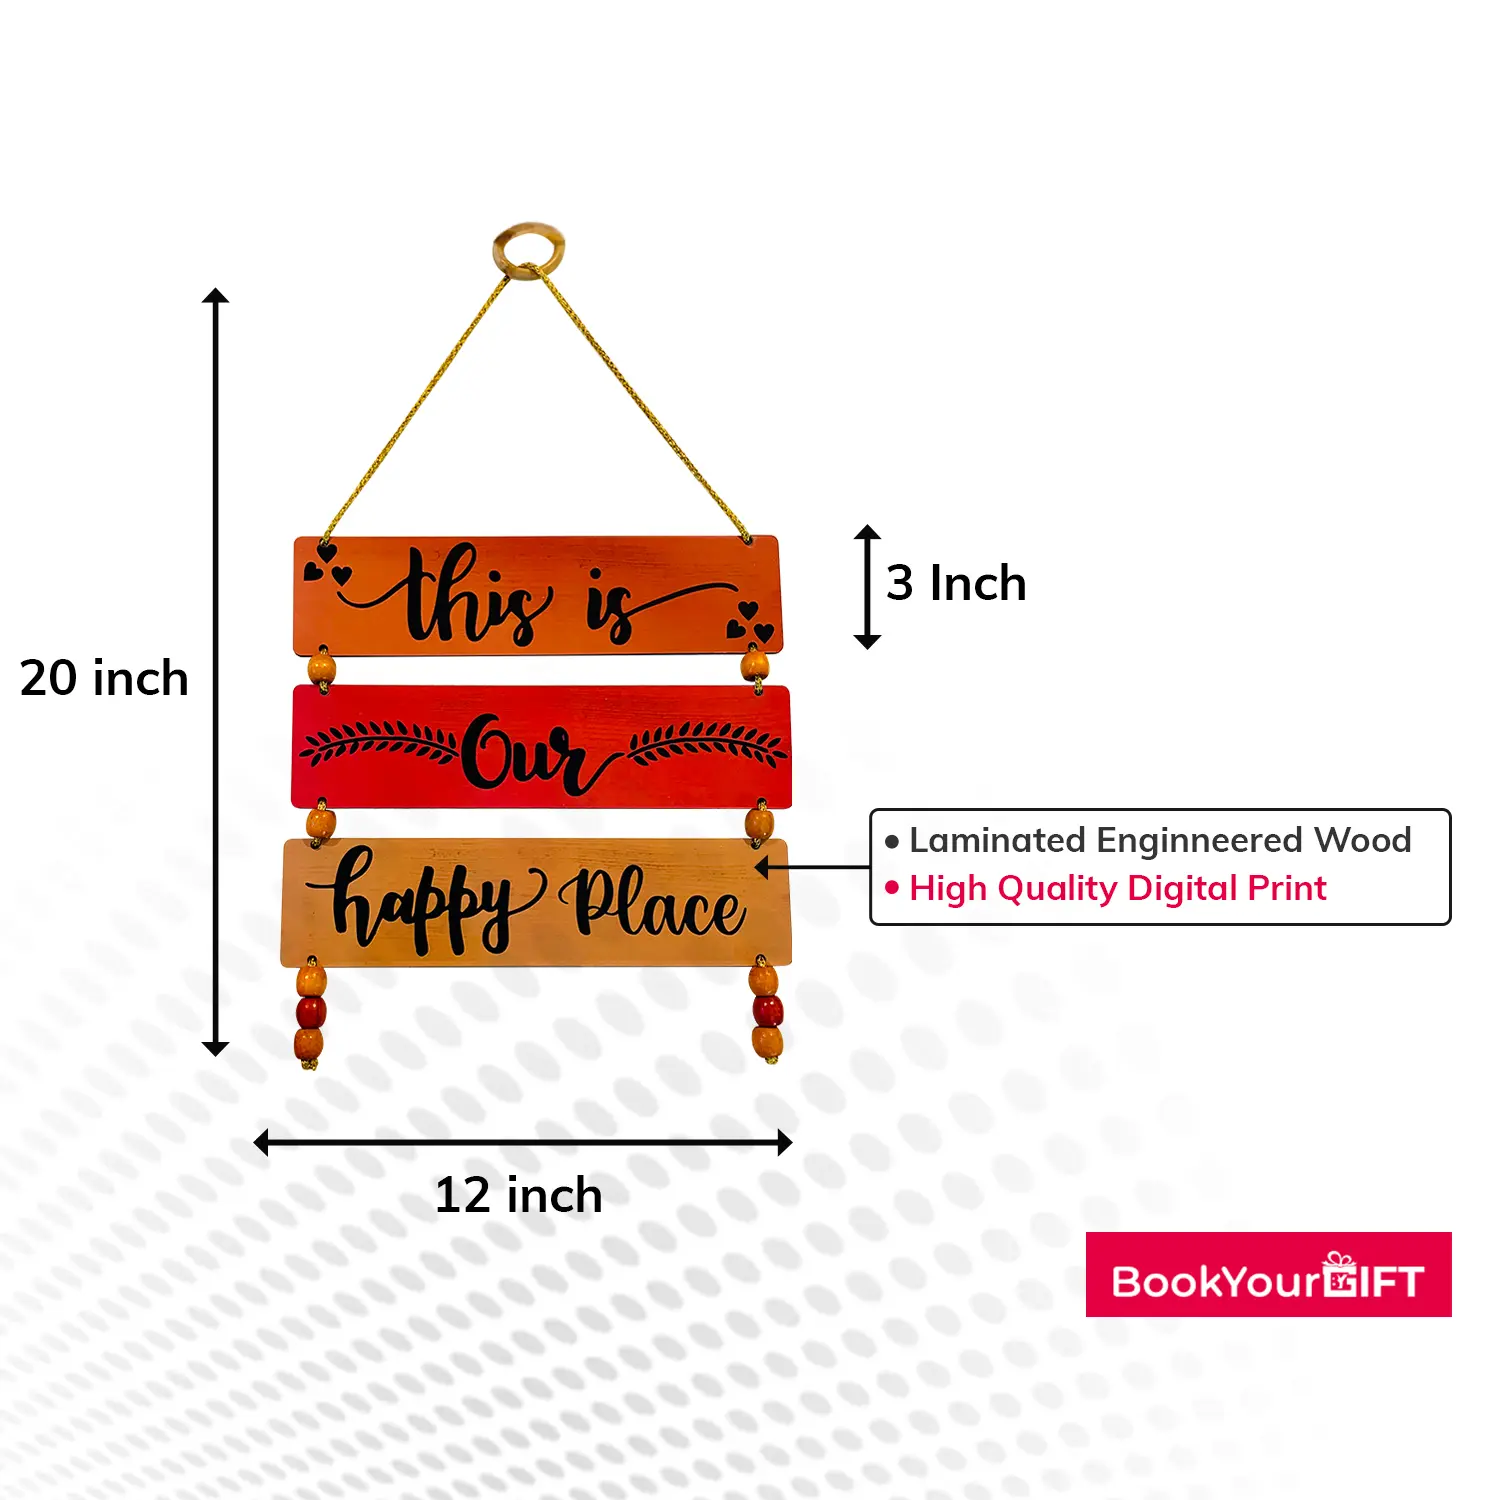 this is
Our
happy Place
20 inch
3 Inch
12 inch
• Laminated Enginneered Wood
• High Quality Digital Print
BookYourGIFT